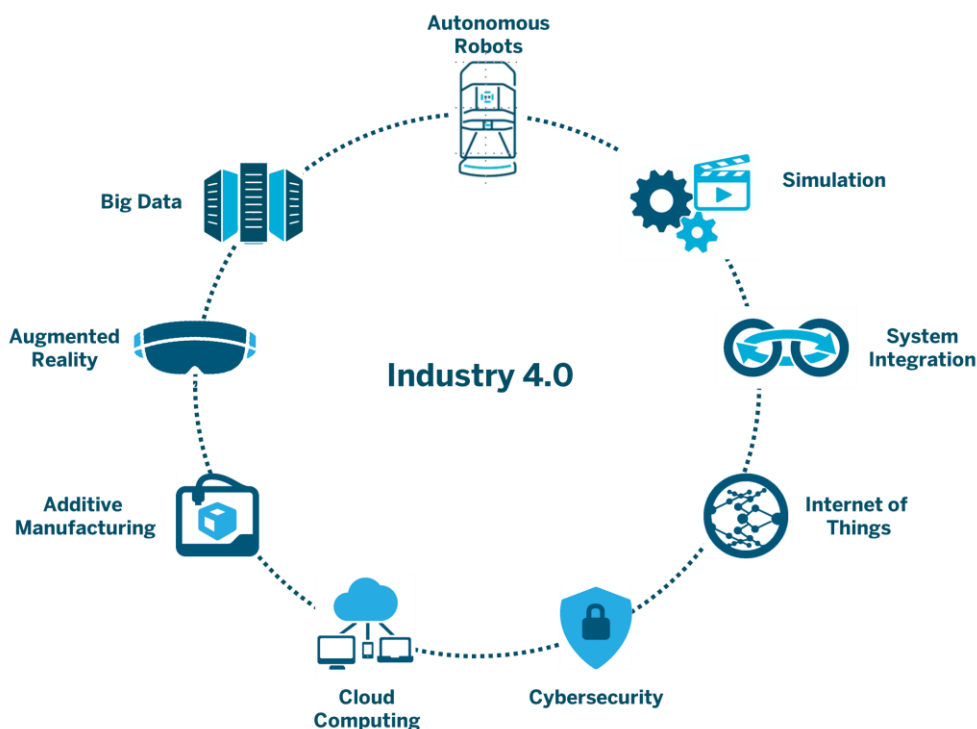 Autonomous
Robots
Simulation
Big Data
System
Integration
Augmented
Reality
Industry 4.0
Additive
Manufacturing
Internet of
Things
Cloud
Computing
Cybersecurity